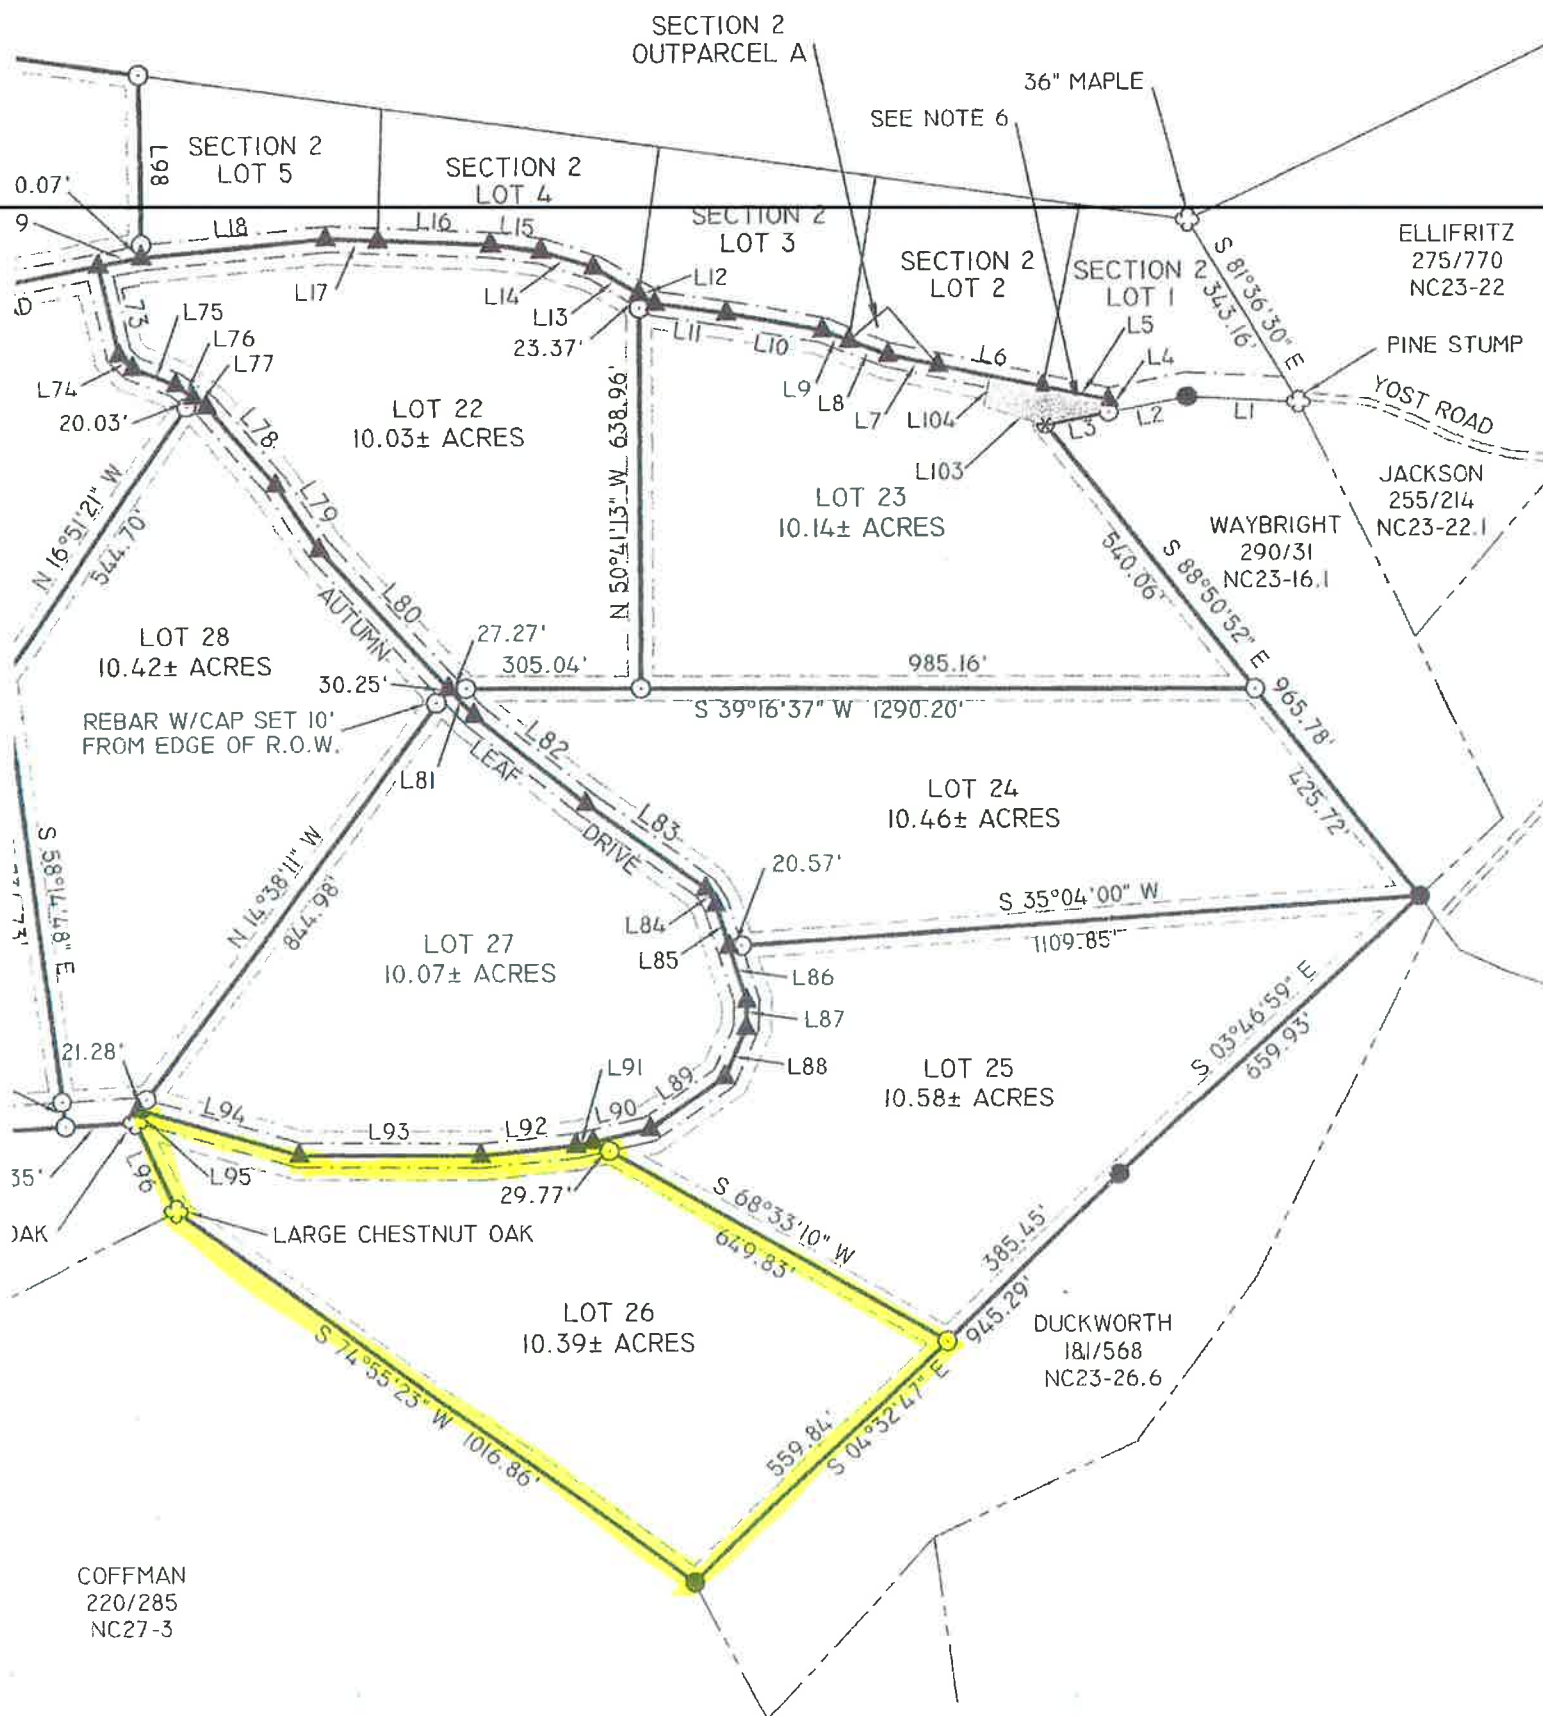 SECTION 2
OUTPARCEL A
36" MAPLE
SEE NOTE 6
SECTION 2
LOT 5
L98
SECTION 2
LOT 4
0.07'
9
L18
L16
L15
SECTION 2
LOT 3
ELLIFRITZ
275/770
NC23-22
S 81°36'30" E
343.16'
SECTION 2
LOT 2
SECTION 2
LOT 1
L73
L75
L76
L77
L17
L14
L13
L12
23.37'
L11
L10
L9
L8
L7
L6
L5
L4
PINE STUMP
L74
20.03'
L104
L3
L2
L1
YOST ROAD
LOT 22
10.03± ACRES
L78
L103
N 50°41'13" W 638.96'
LOT 23
10.14± ACRES
JACKSON
255/214
NC23-22.1
WAYBRIGHT
290/31
NC23-16.1
N 16°51'21" W
544.70'
L79
540.06'
S 88°50'52" E
965.78'
L80
AUTUMN
LOT 28
10.42± ACRES
27.27'
305.04'
985.16'
30.25'
S 39°16'37" W 1290.20'
REBAR W/CAP SET 10'
FROM EDGE OF R.O.W.
L81
LEAF
L82
LOT 24
10.46± ACRES
425.72'
L83
DRIVE
20.57'
S 58°14'48" E
N 14°38'11" W
844.98'
S 35°04'00" W
1109.85'
L84
L85
LOT 27
10.07± ACRES
L86
L87
S 03°46'59" E
659.93'
21.28'
L88
LOT 25
10.58± ACRES
L91
L89
L94
L93
L92
L90
L96
L95
29.77'
35'
OAK
LARGE CHESTNUT OAK
S 68°33'10" W
649.83'
385.45'
945.29'
LOT 26
10.39± ACRES
DUCKWORTH
181/568
NC23-26.6
S 74°55'23" W 1016.86'
559.84'
S 04°32'47" E
COFFMAN
220/285
NC27-3